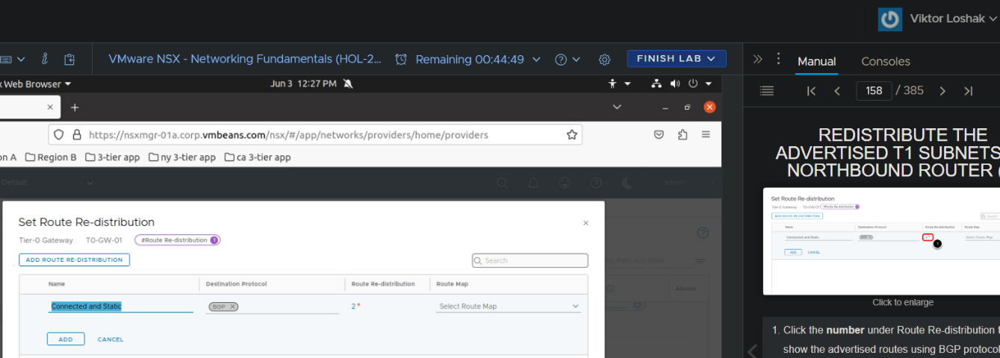 Viktor Loshak
VMware NSX - Networking Fundamentals (HOL-2...
Remaining 00:44:49
FINISH LAB
Manual
Consoles
Web Browser
Jun 3 12:27 PM
158 / 385
https://nsxmgr-01a.corp.vmbeans.com/nsx/#/app/networks/providers/home/providers
on A
Region B
3-tier app
ny 3-tier app
ca 3-tier app
Default
admin
REDISTRIBUTE THE
ADVERTISED T1 SUBNETS
NORTHBOUND ROUTER (
Set Route Re-distribution
Tier-0 Gateway T0-GW-01 #Route Re-distribution 1
ADD ROUTE RE-DISTRIBUTION
Search
Name Destination Protocol Route Re-distribution Route Map
Connected and Static BGP 2* Select Route Map
ADD CANCEL
Alarms
Set Route Re-distribution
Tier-0 Gateway T0-GW-01 #Route Re-distribution
ADD ROUTE RE-DISTRIBUTION
Search
Name Destination Protocol Route Re-distribution Route Map
Connected and Static BGP 2* Select Route Map
1
ADD CANCEL
Click to enlarge
1. Click the number under Route Re-distribution
show the advertised routes using BGP protocol